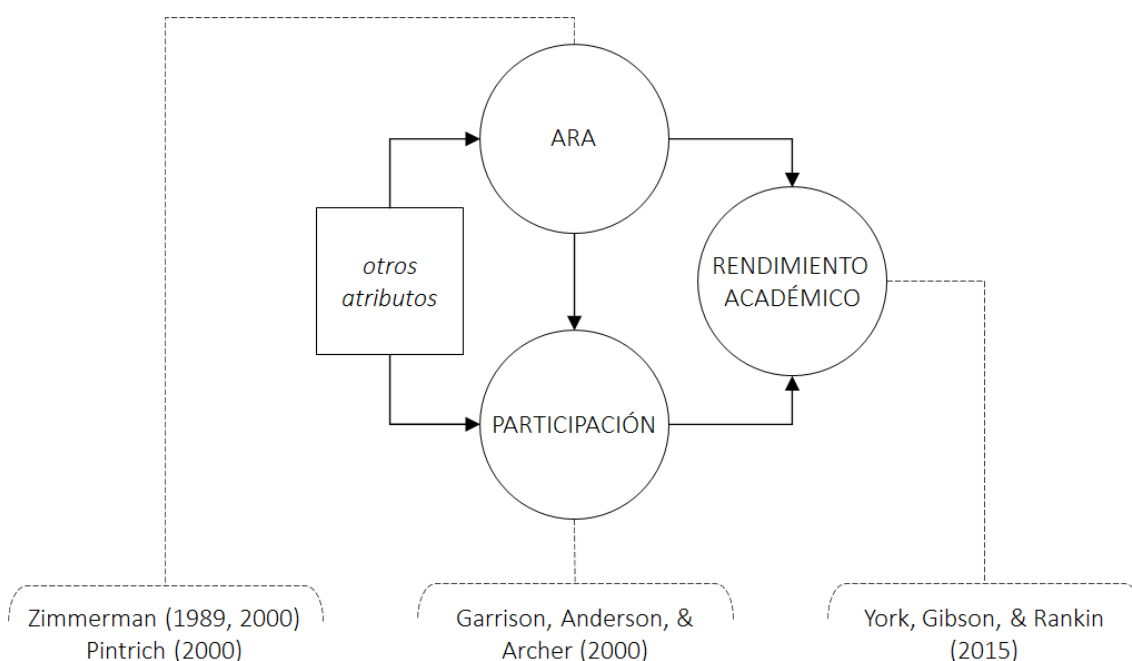 ARA
otros
atributos
RENDIMIENTO
ACADÉMICO
PARTICIPACIÓN
Zimmerman (1989, 2000)
Pintrich (2000)
Garrison, Anderson, &
Archer (2000)
York, Gibson, & Rankin
(2015)